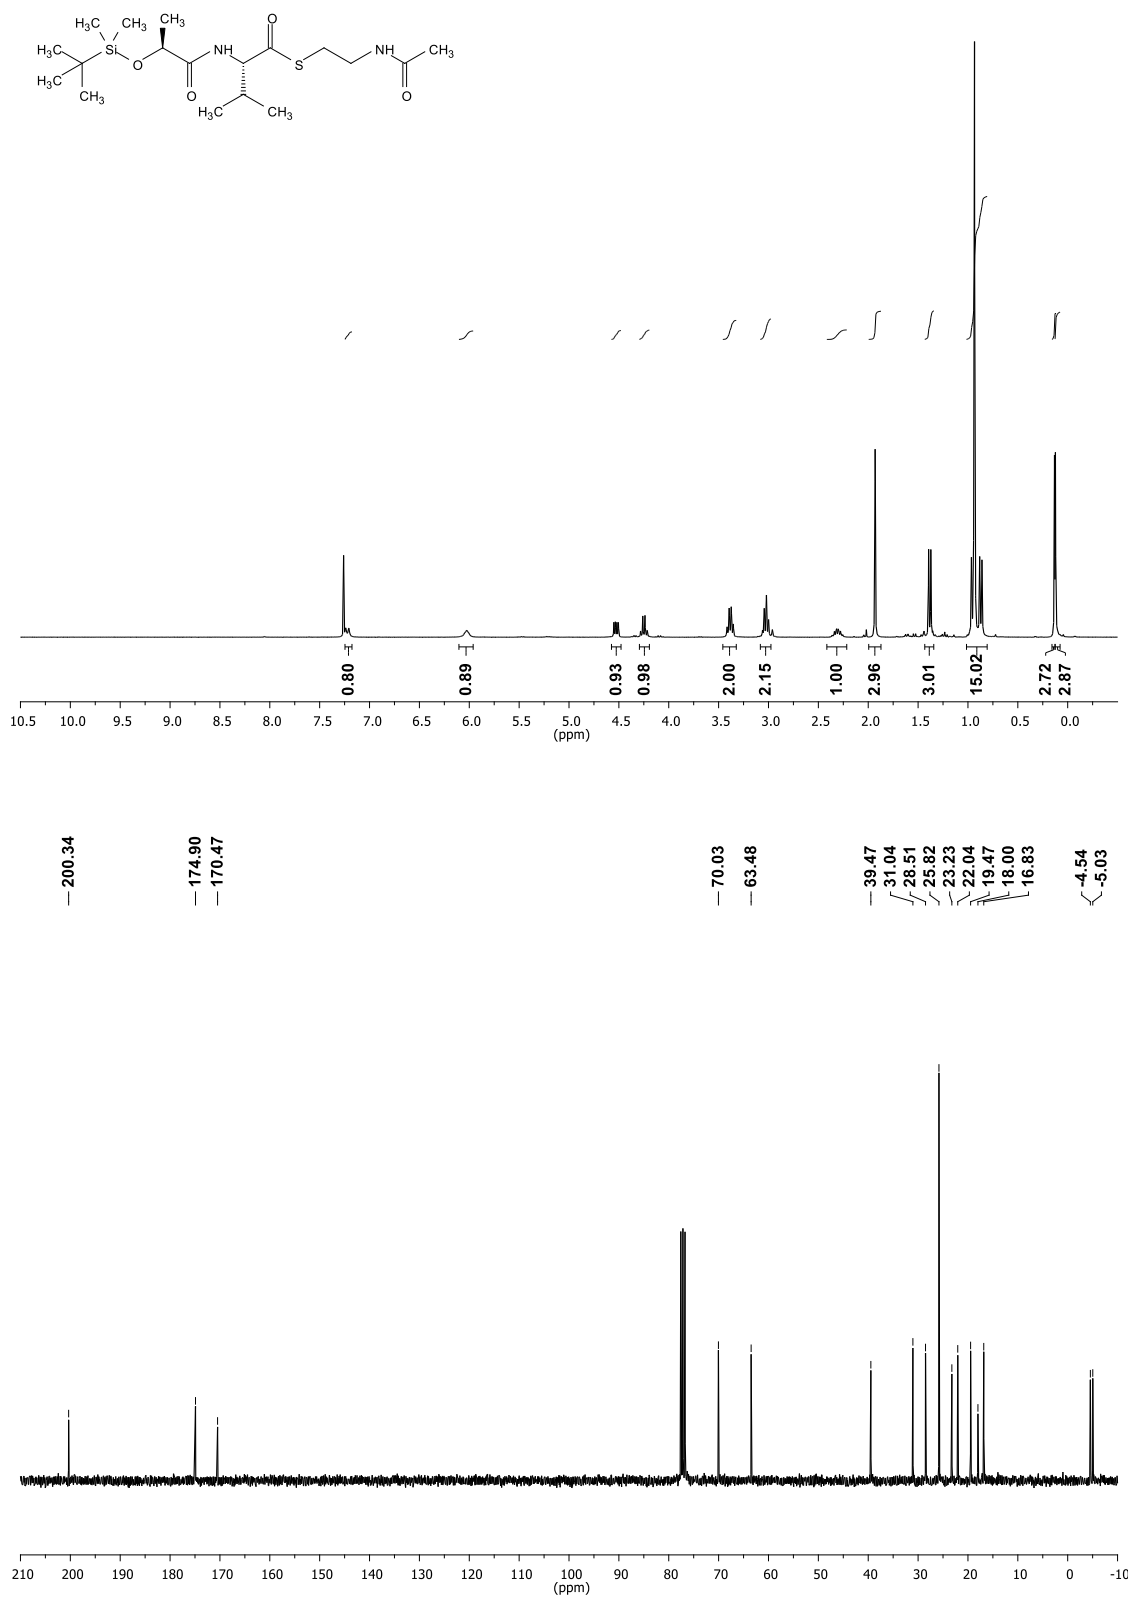 H₃C CH₃ CH₃ O
H₃C Si NH NH CH₃
H₃C O S
CH₃ O O
H₃C CH₃
0.80 0.89 0.93 0.98 2.00 2.15 1.00 2.96 3.01 15.02 2.72 2.87
10.5 10.0 9.5 9.0 8.5 8.0 7.5 7.0 6.5 6.0 5.5 5.0 4.5 4.0 3.5 3.0 2.5 2.0 1.5 1.0 0.5 0.0
(ppm)
200.34 174.90 170.47 70.03 63.48 39.47 31.04 28.51 25.82 23.23 22.04 19.47 18.00 16.83 -4.54 -5.03
210 200 190 180 170 160 150 140 130 120 110 100 90 80 70 60 50 40 30 20 10 0 -10
(ppm)